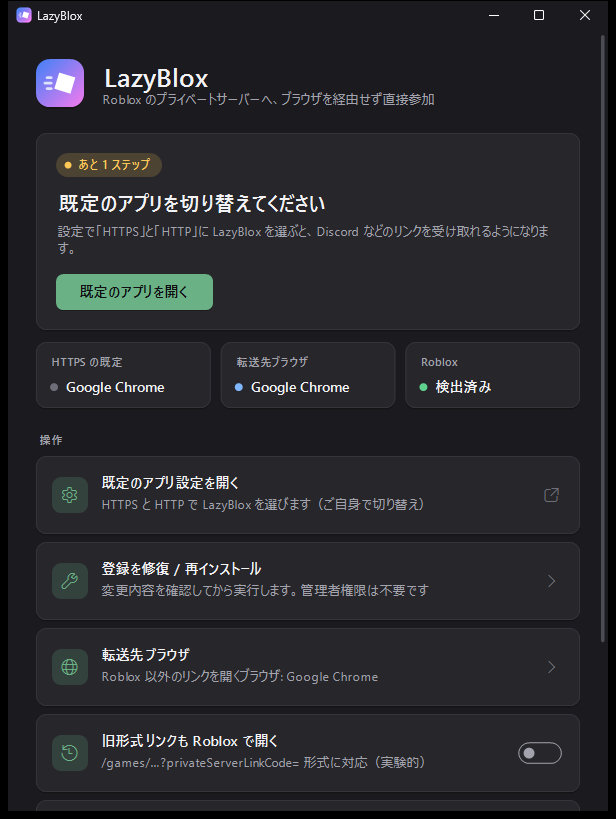 LazyBlox
LazyBlox
Roblox のプライベートサーバーへ、ブラウザを経由せず直接参加
あと 1 ステップ
既定のアプリを切り替えてください
設定で「HTTPS」と「HTTP」に LazyBlox を選ぶと、Discord などのリンクを受け取れるようになりま
す。
既定のアプリを開く
HTTPS の既定
Google Chrome
転送先ブラウザ
Google Chrome
Roblox
検出済み
操作
既定のアプリ設定を開く
HTTPS と HTTP で LazyBlox を選びます（ご自身で切り替え）
登録を修復 / 再インストール
変更内容を確認してから実行します。管理者権限は不要です
転送先ブラウザ
Roblox 以外のリンクを開くブラウザ: Google Chrome
旧形式リンクも Roblox で開く
/games/...?privateServerLinkCode= 形式に対応（実験的）